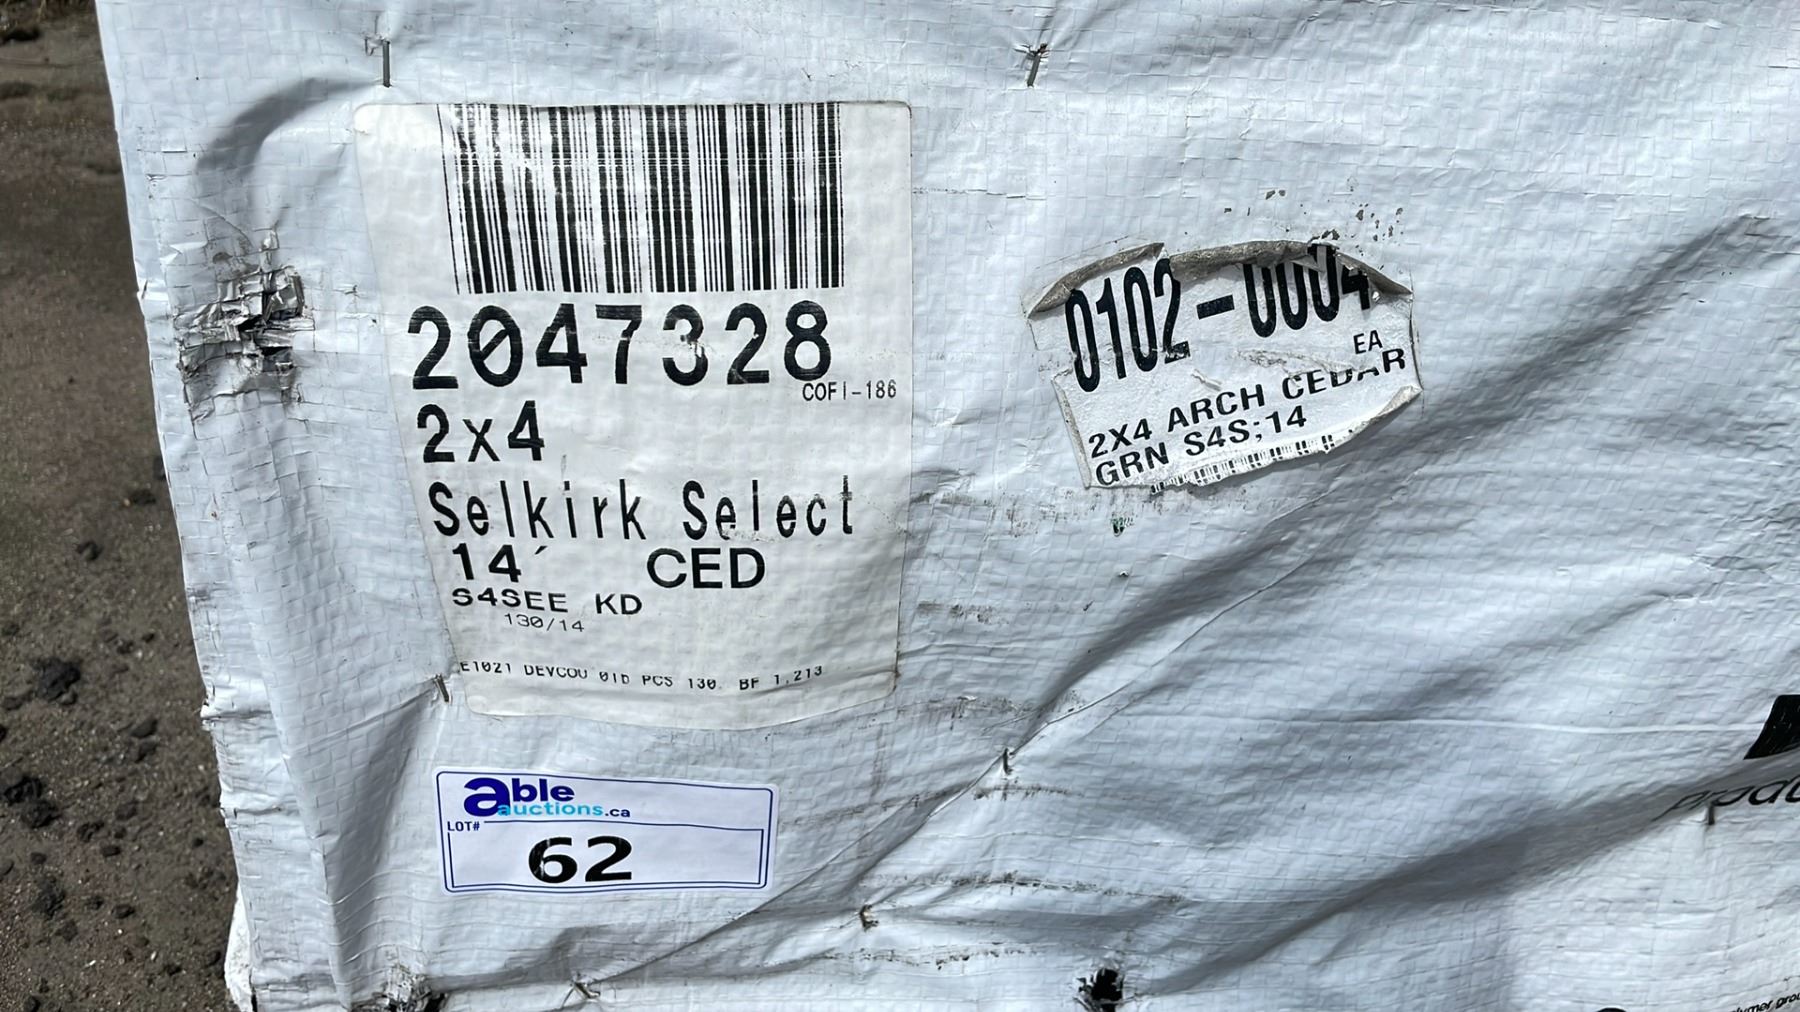 2047328
COFI-186
2x4
Selkirk Select
14' CED
S4SEE KD
130/14
E1021 DEVCOU 01D PCS 130 BF 1,213
able
auctions.ca
LOT#
62
0102-0004
EA
2X4 ARCH CEDAR
GRN S4S;14